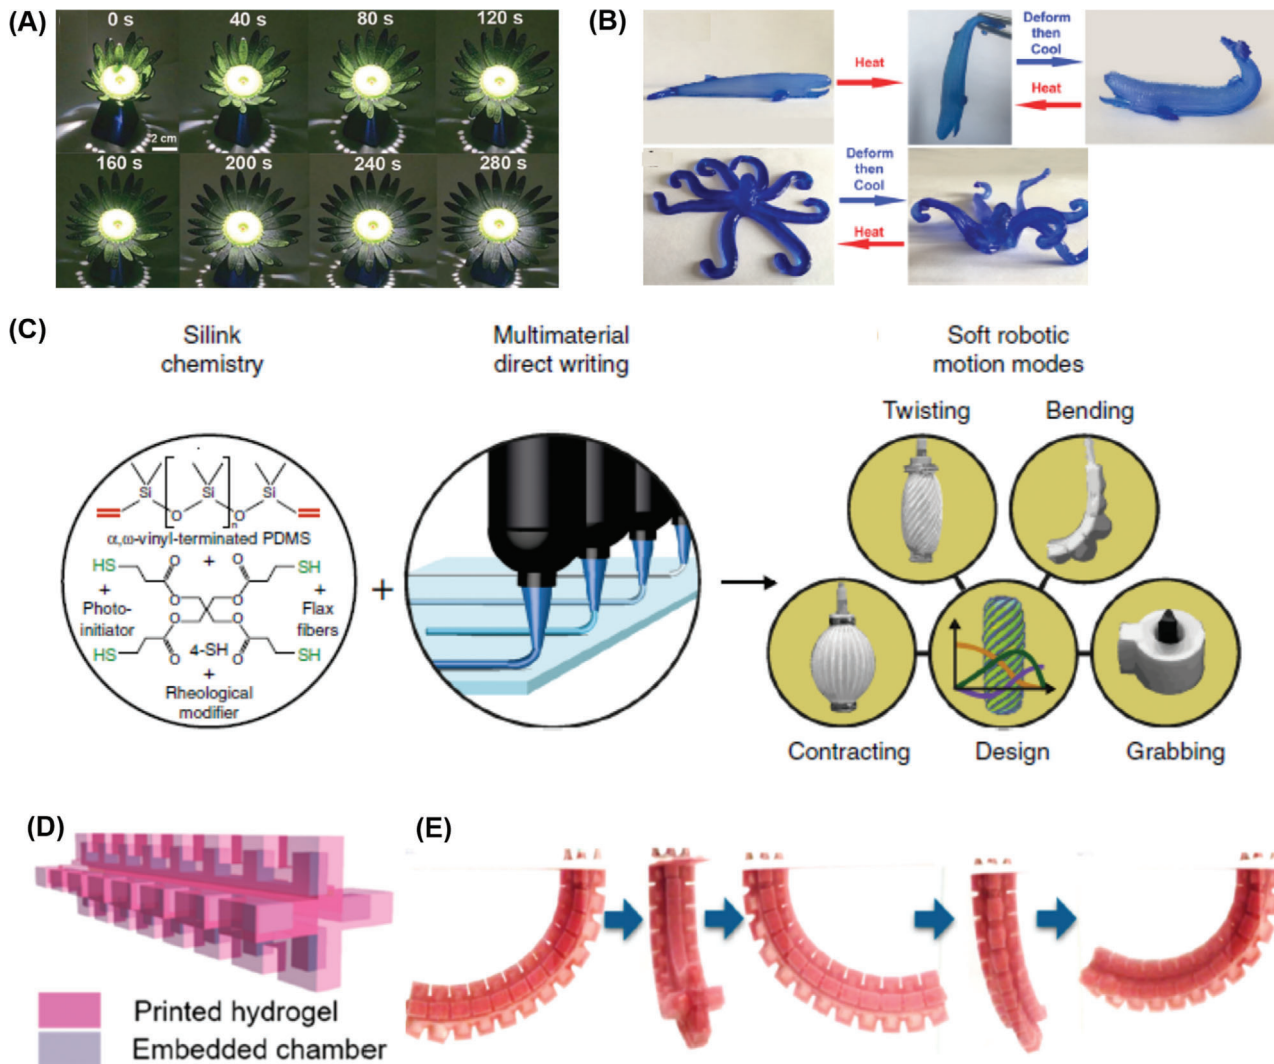 (A)
0 s
40 s
80 s
120 s
2 cm
160 s
200 s
240 s
280 s
(B)
Heat
Deform
then
Cool
Heat
Deform
then
Cool
Heat
(C)
Silink
chemistry
Multimaterial
direct writing
Soft robotic
motion modes
Si
Si
Si
O
O
n
α,ω-vinyl-terminated PDMS
+
HS
O
O
SH
+
O
O
+
Photo-
initiator
O
O
Flax
fibers
HS
O
4-SH
O
SH
+
Rheological
modifier
+
Twisting
Bending
Contracting
Design
Grabbing
(D)
Printed hydrogel
Embedded chamber
(E)